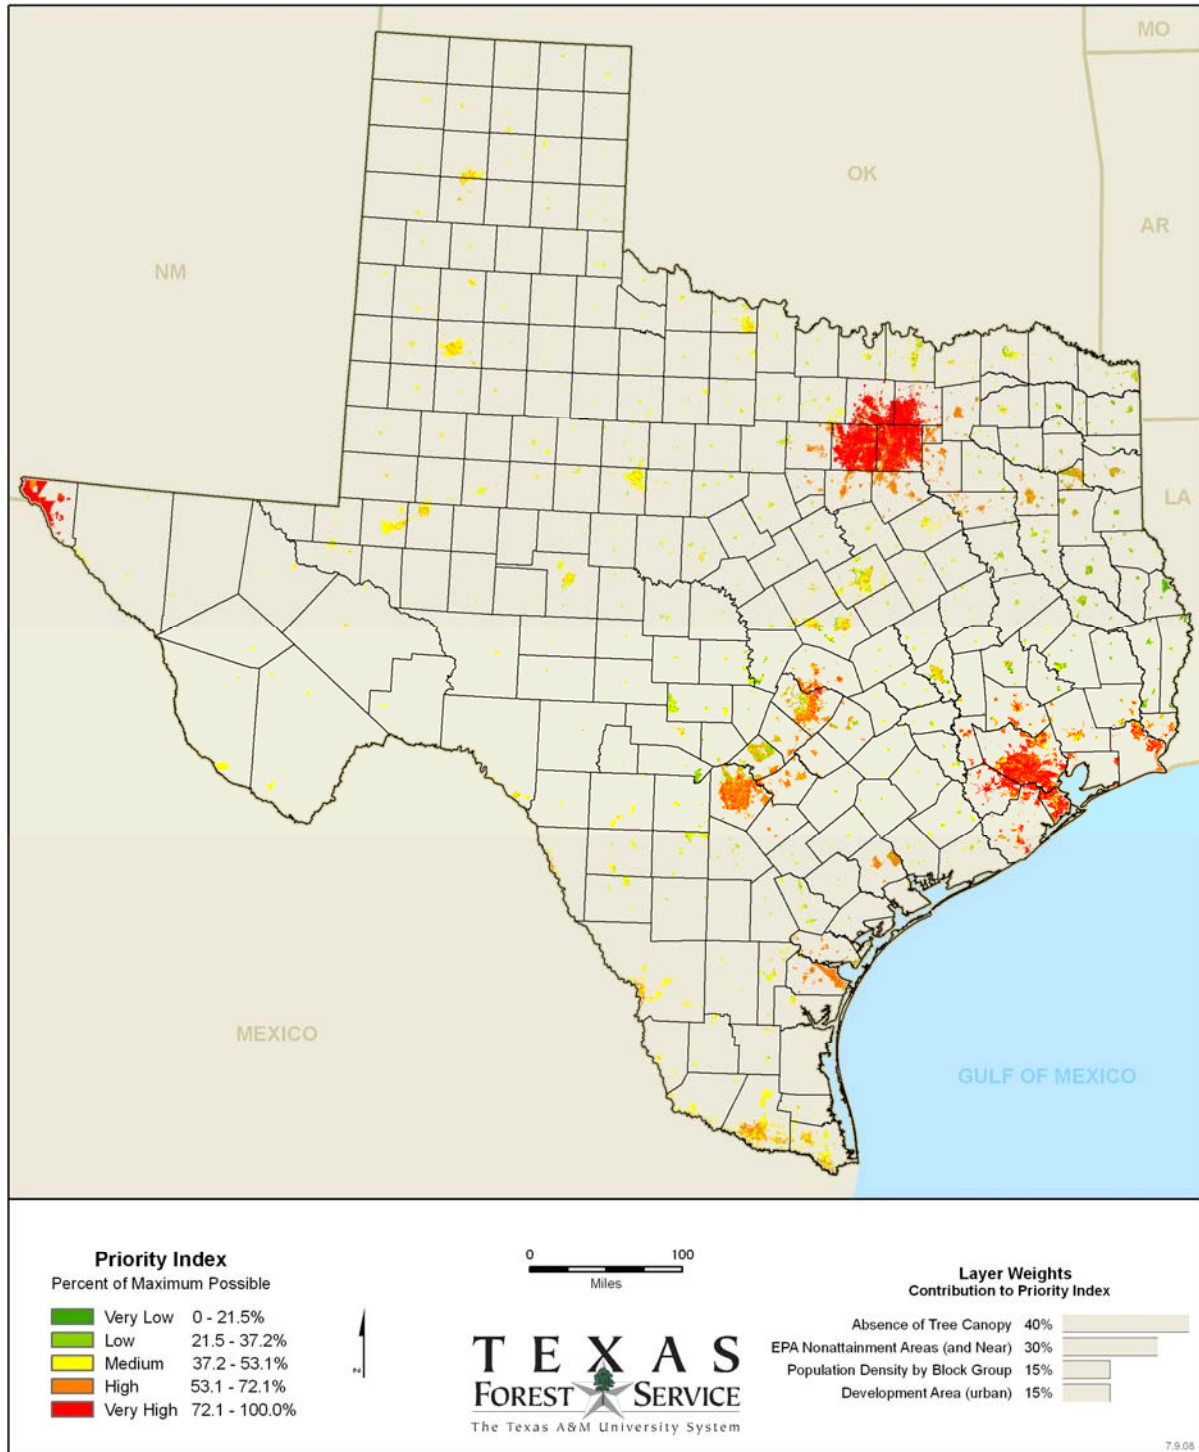 MO
OK
AR
NM
LA
MEXICO
GULF OF MEXICO
Priority Index
Percent of Maximum Possible
Very Low 0 - 21.5%
Low 21.5 - 37.2%
Medium 37.2 - 53.1%
High 53.1 - 72.1%
Very High 72.1 - 100.0%
N
0 100
Miles
TEXAS
FOREST SERVICE
The Texas A&M University System
Layer Weights
Contribution to Priority Index
Absence of Tree Canopy 40%
EPA Nonattainment Areas (and Near) 30%
Population Density by Block Group 15%
Development Area (urban) 15%
7.9.08